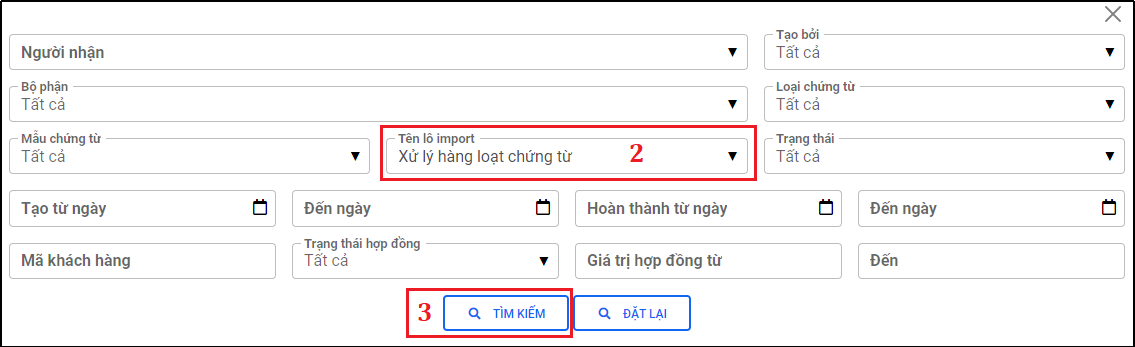 Người nhận
Tạo bởi
Tất cả
Bộ phận
Tất cả
Loại chứng từ
Tất cả
Mẫu chứng từ
Tất cả
Tên lô import
Xử lý hàng loạt chứng từ
2
Trạng thái
Tất cả
Tạo từ ngày
Đến ngày
Hoàn thành từ ngày
Đến ngày
Mã khách hàng
Trạng thái hợp đồng
Tất cả
Giá trị hợp đồng từ
Đến
3
TÌM KIẾM
ĐẶT LẠI